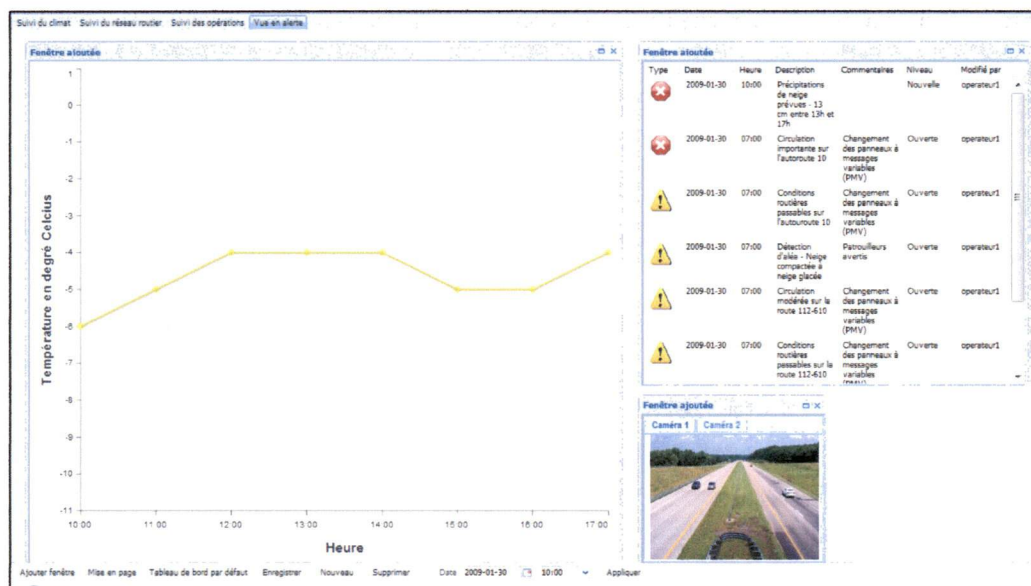 Suivi du climat Suivi du réseau routier Suivi des opérations Vue en alerte
Fenêtre ajoutée
1
0
-1
-2
-3
-4
-5
-6
-7
-8
-9
-10
-11
Température en degré Celcius
10:00 11:00 12:00 13:00 14:00 15:00 16:00 17:00
Heure
Fenêtre ajoutée
Type Date Heure Description Commentaires Niveau Modifié par
2009-01-30 10:00 Précipitations Nouvelle operateur1
de neige
prévues - 13
cm entre 13h et
17h
2009-01-30 07:00 Circulation Changement Ouverte operateur1
importante sur des panneaux à
l'autoroute 10 messages
variables
(PMV)
2009-01-30 07:00 Conditions Changement Ouverte operateur1
routières des panneaux à
passables sur messages
l'autouroute 10 variables
(PMV)
2009-01-30 07:00 Détection Patrouilleurs Ouverte operateur1
d'aléa - Neige avertis
compactée à
neige glacée
2009-01-30 07:00 Circulation Changement Ouverte operateur1
modérée sur la des panneaux à
route 112-610 messages
variables
(PMV)
2009-01-30 07:00 Conditions Changement Ouverte operateur1
routières des panneaux à
passables sur la messages
route 112-610 variables
(PMV)
Fenêtre ajoutée
Caméra 1 Caméra 2
Ajouter fenêtre Mise en page Tableau de bord par défaut Enregistrer Nouveau Supprimer Date 2009-01-30 10:00 Appliquer